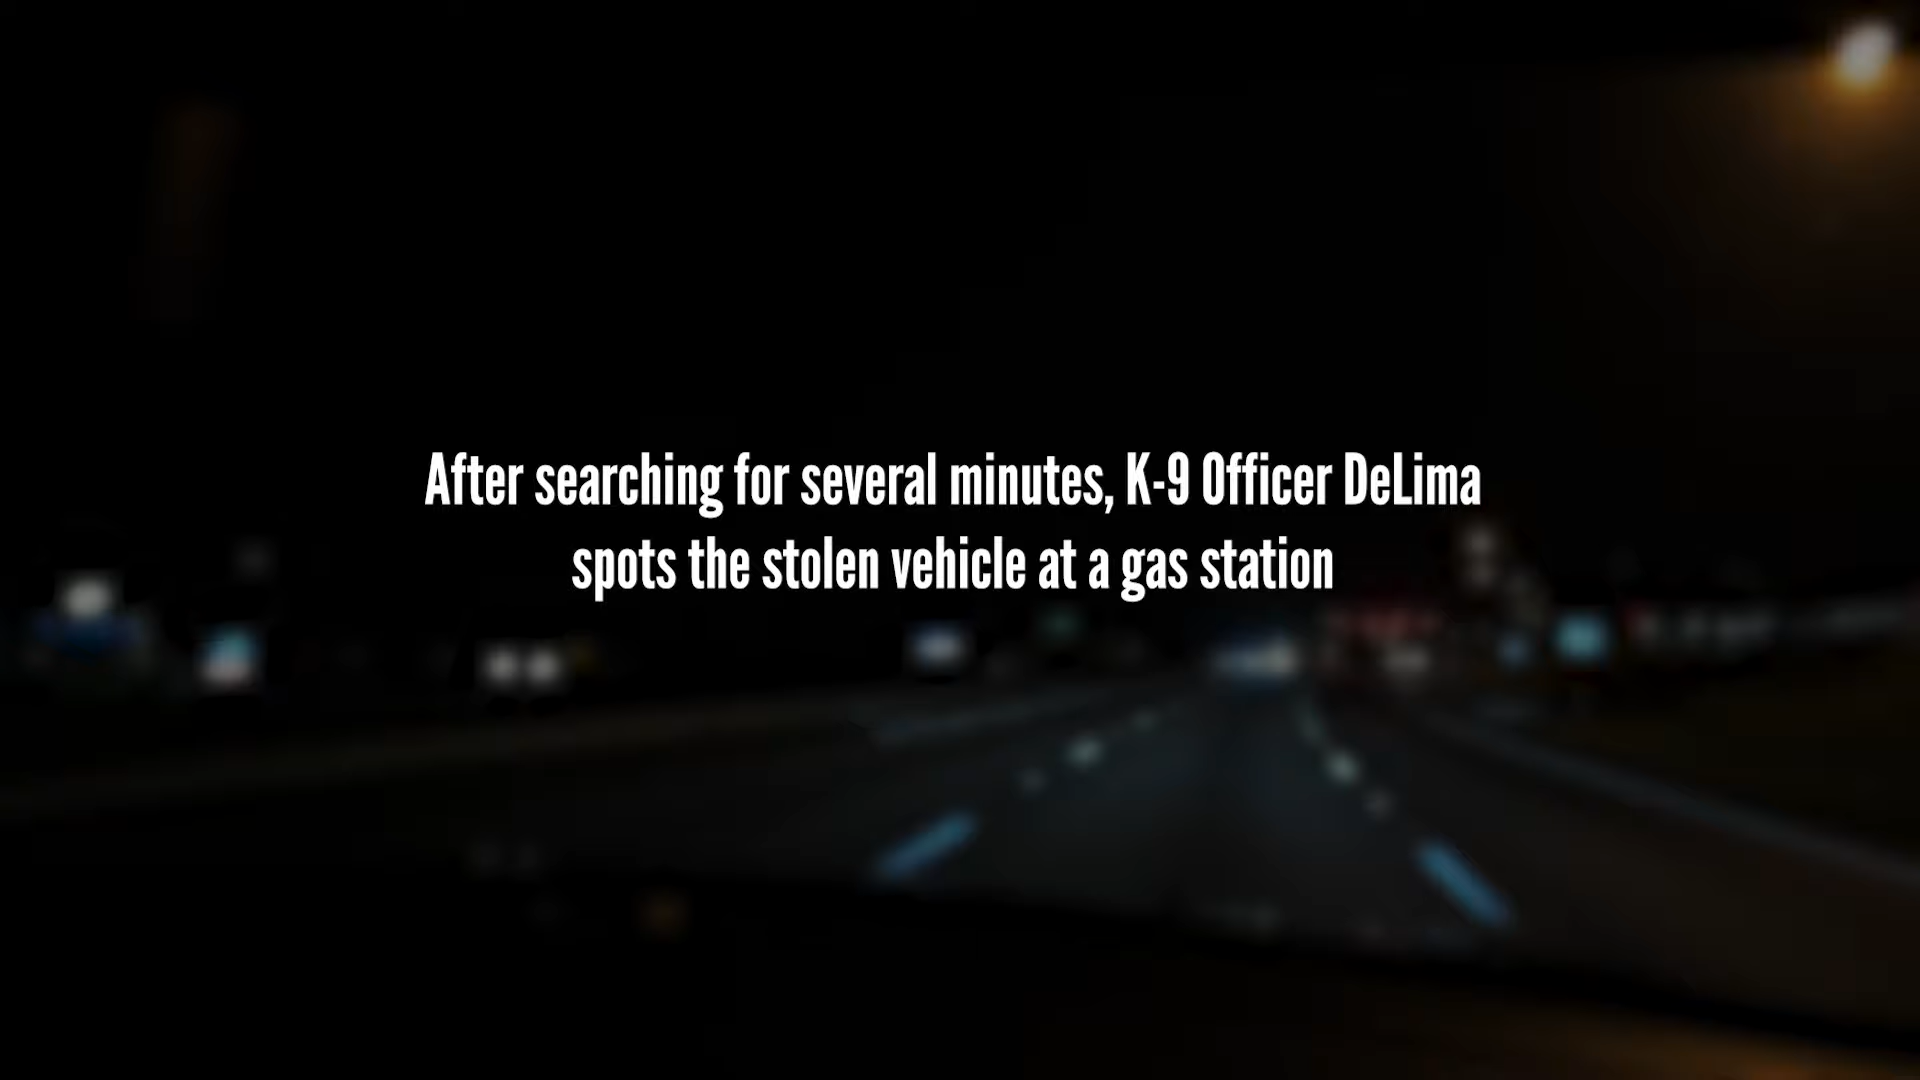 After searching for several minutes, K-9 Officer DeLima
spots the stolen vehicle at a gas station